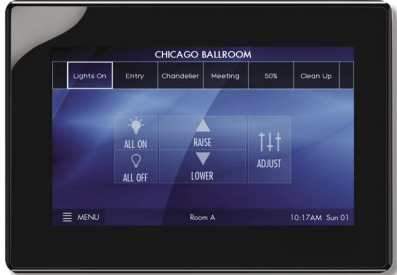 CHICAGO BALLROOM
Lights On Entry Chandelier Meeting 50% Clean Up
ALL ON RAISE
ADJUST
ALL OFF LOWER
MENU Room A 10:17AM Sun 01